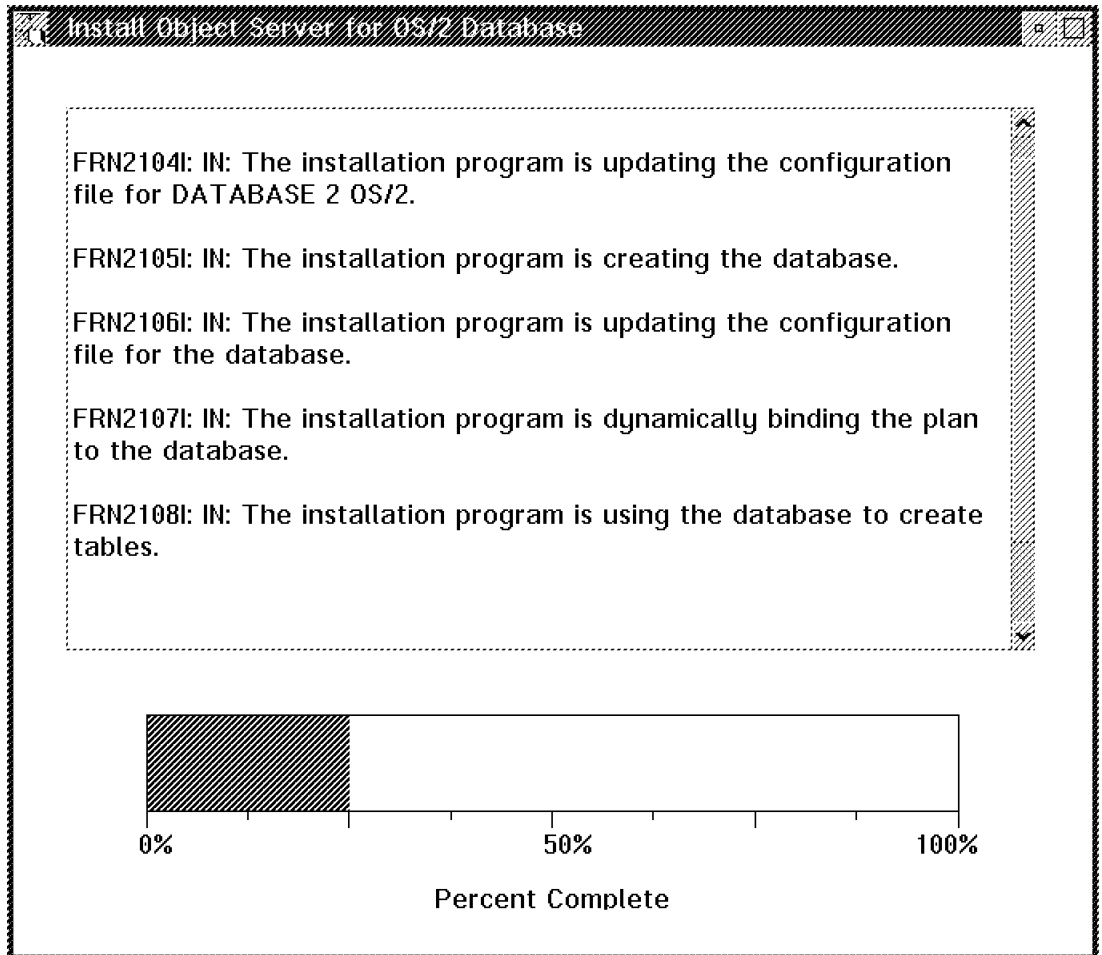 Install Object Server for OS/2 Database
FRN2104I: IN: The installation program is updating the configuration
file for DATABASE 2 OS/2.
FRN2105I: IN: The installation program is creating the database.
FRN2106I: IN: The installation program is updating the configuration
file for the database.
FRN2107I: IN: The installation program is dynamically binding the plan
to the database.
FRN2108I: IN: The installation program is using the database to create
tables.
0% 50% 100%
Percent Complete